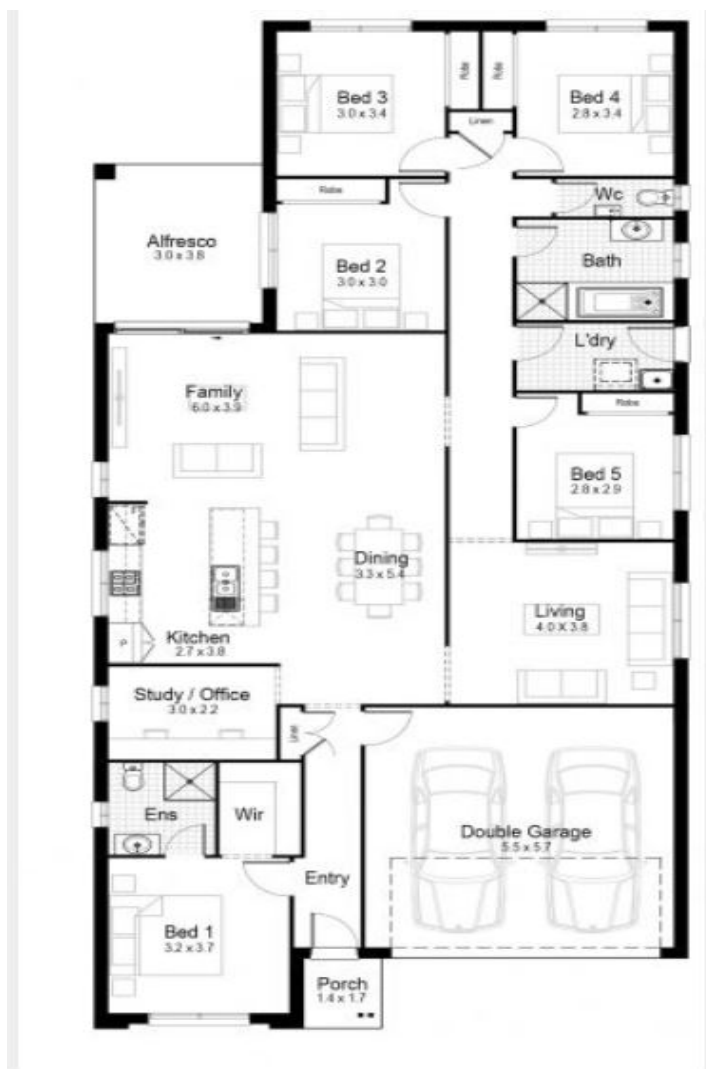 Bed 3
3.0 x 3.4
Robe
Robe
Bed 4
2.8 x 3.4
Linen
Robe
Wc
Alfresco
3.0 x 3.8
Bed 2
3.0 x 3.0
Bath
L'dry
Family
6.0 x 3.9
Robe
Bed 5
2.8 x 2.9
Dining
3.3 x 5.4
Living
4.0 X 3.8
Kitchen
2.7 x 3.8
P
Study / Office
3.0 x 2.2
Linen
Ens
Wir
Double Garage
5.5 x 5.7
Entry
Bed 1
3.2 x 3.7
Porch
1.4 x 1.7